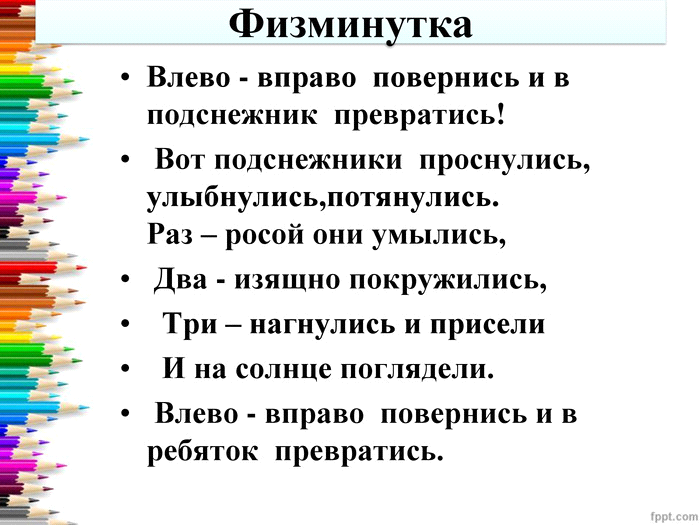 Физминутка
• Влево - вправо повернись и в
подснежник превратись!
• Вот подснежники проснулись,
улыбнулись,потянулись.
Раз – росой они умылись,
• Два - изящно покружились,
• Три – нагнулись и присели
• И на солнце поглядели.
• Влево - вправо повернись и в
ребяток превратись.
fppt.com